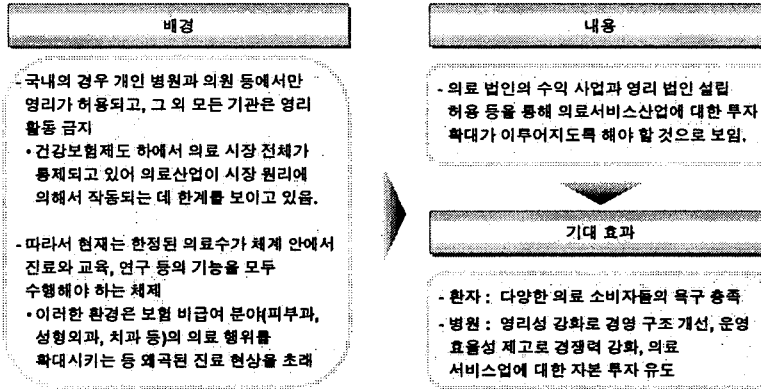 배경
- 국내의 경우 개인 병원과 의원 등에서만
영리가 허용되고, 그 외 모든 기관은 영리
활동 금지
• 건강보험제도 하에서 의료 시장 전체가
통제되고 있어 의료산업이 시장 원리에
의해서 작동되는 데 한계를 보이고 있음.
- 따라서 현재는 한정된 의료수가 체계 안에서
진료와 교육, 연구 등의 기능을 모두
수행해야 하는 체제
• 이러한 환경은 보험 비급여 분야(피부과,
성형외과, 치과 등)의 의료 행위를
확대시키는 등 왜곡된 진료 현상을 초래
내용
- 의료 법인의 수익 사업과 영리 법인 설립
허용 등을 통해 의료서비스산업에 대한 투자
확대가 이루어지도록 해야 할 것으로 보임.
기대 효과
- 환자 : 다양한 의료 소비자들의 욕구 충족
- 병원 : 영리성 강화로 경영 구조 개선, 운영
효율성 제고로 경쟁력 강화, 의료
서비스업에 대한 자본 투자 유도